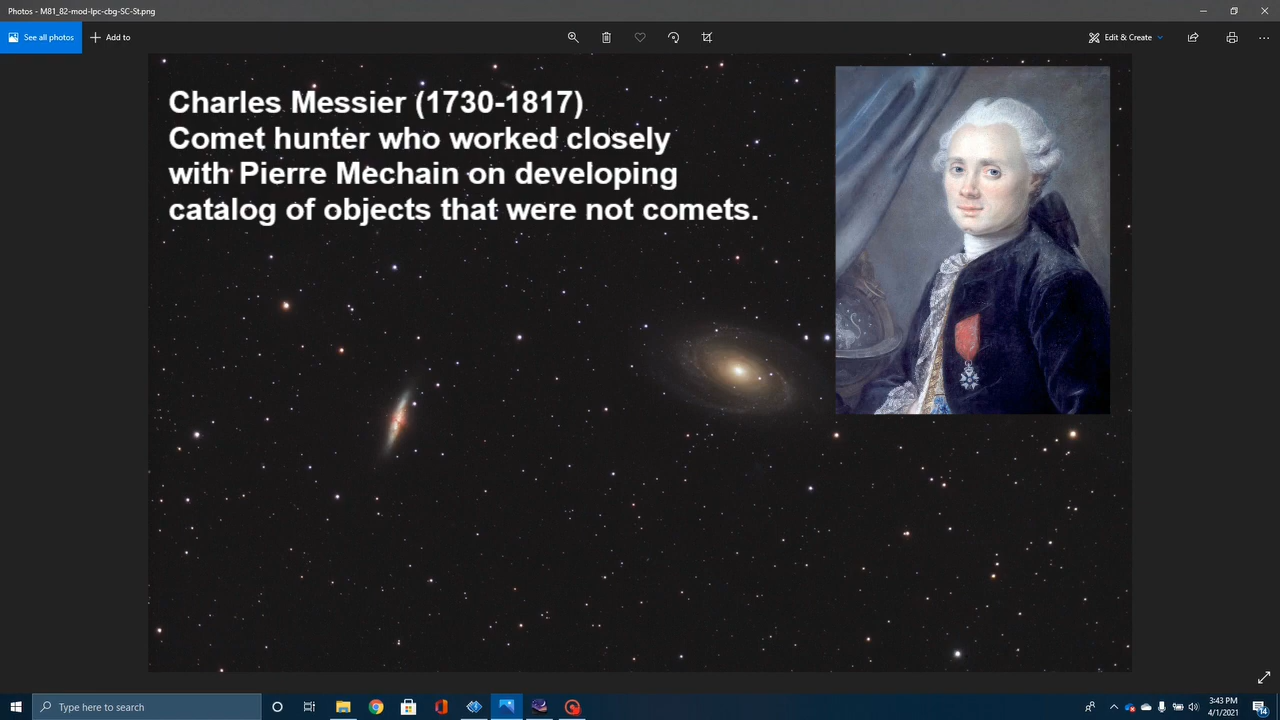 Photos - M81_82-mod-lpc-cbg-SC-St.png
See all photos
Add to
Edit & Create
Charles Messier (1730-1817)
Comet hunter who worked closely
with Pierre Mechain on developing
catalog of objects that were not comets.
Type here to search
3:43 PM
4/1/2021
14